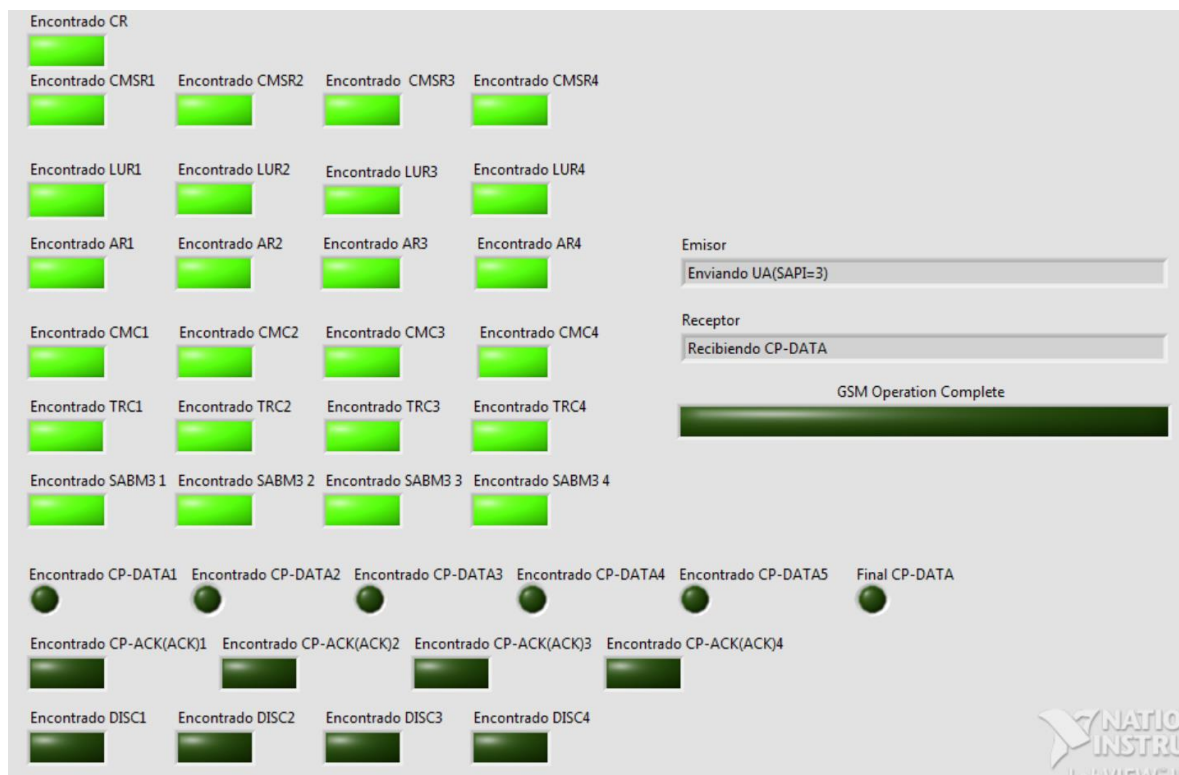 Encontrado CR
Encontrado CMSR1 Encontrado CMSR2 Encontrado CMSR3 Encontrado CMSR4
Encontrado LUR1 Encontrado LUR2 Encontrado LUR3 Encontrado LUR4
Encontrado AR1 Encontrado AR2 Encontrado AR3 Encontrado AR4
Emisor
Enviando UA(SAPI=3)
Encontrado CMC1 Encontrado CMC2 Encontrado CMC3 Encontrado CMC4
Receptor
Recibiendo CP-DATA
GSM Operation Complete
Encontrado TRC1 Encontrado TRC2 Encontrado TRC3 Encontrado TRC4
Encontrado SABM3 1 Encontrado SABM3 2 Encontrado SABM3 3 Encontrado SABM3 4
Encontrado CP-DATA1 Encontrado CP-DATA2 Encontrado CP-DATA3 Encontrado CP-DATA4 Encontrado CP-DATA5 Final CP-DATA
Encontrado CP-ACK(ACK)1 Encontrado CP-ACK(ACK)2 Encontrado CP-ACK(ACK)3 Encontrado CP-ACK(ACK)4
Encontrado DISC1 Encontrado DISC2 Encontrado DISC3 Encontrado DISC4
NATIO
INSTRU